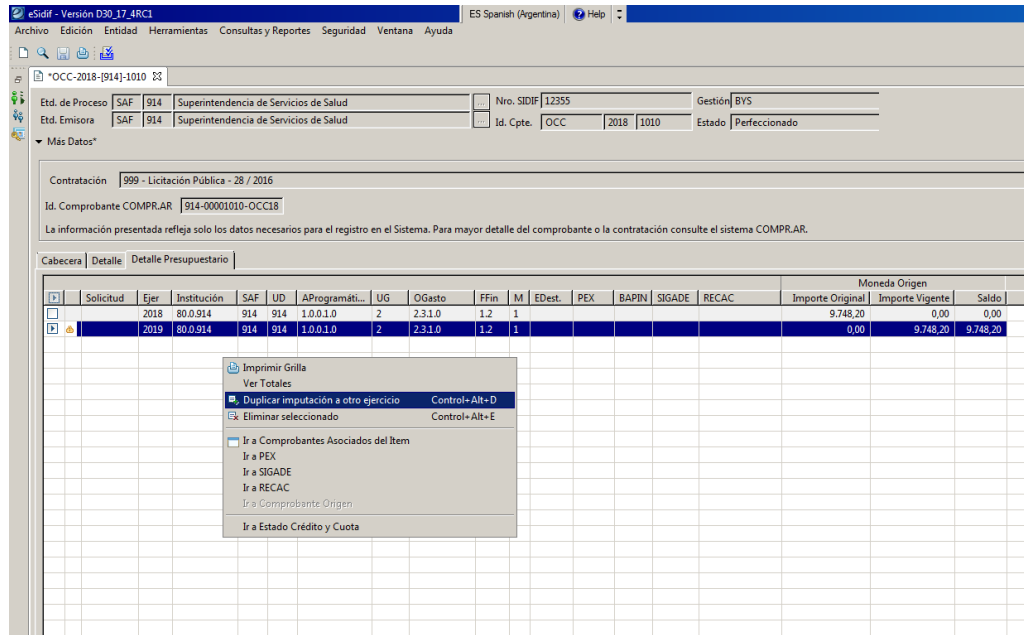 eSidif - Versión D30_17_4RC1 ES Spanish (Argentina) Help
Archivo Edición Entidad Herramientas Consultas y Reportes Seguridad Ventana Ayuda
*OCC-2018-[914]-1010
Etd. de Proceso SAF 914 Superintendencia de Servicios de Salud ... Nro. SIDIF 12355 Gestión BYS
Etd. Emisora SAF 914 Superintendencia de Servicios de Salud ... Id. Cpte. OCC 2018 1010 Estado Perfeccionado
Más Datos*
Contratación 999 - Licitación Pública - 28 / 2016
Id. Comprobante COMPR.AR 914-00001010-OCC18
La información presentada refleja solo los datos necesarios para el registro en el Sistema. Para mayor detalle del comprobante o la contratación consulte el sistema COMPR.AR.
Cabecera Detalle Detalle Presupuestario
Moneda Origen
Solicitud Ejer Institución SAF UD AProgramáti... UG OGasto FFin M EDest. PEX BAPIN SIGADE RECAC Importe Original Importe Vigente Saldo
2018 80.0.914 914 914 1.0.0.1.0 2 2.3.1.0 1.2 1 9.748,20 0,00 0,00
2019 80.0.914 914 914 1.0.0.1.0 2 2.3.1.0 1.2 1 0,00 9.748,20 9.748,20
Imprimir Grilla
Ver Totales
Duplicar imputación a otro ejercicio Control+Alt+D
Eliminar seleccionado Control+Alt+E
Ir a Comprobantes Asociados del Item
Ir a PEX
Ir a SIGADE
Ir a RECAC
Ir a Comprobante Origen
Ir a Estado Crédito y Cuota